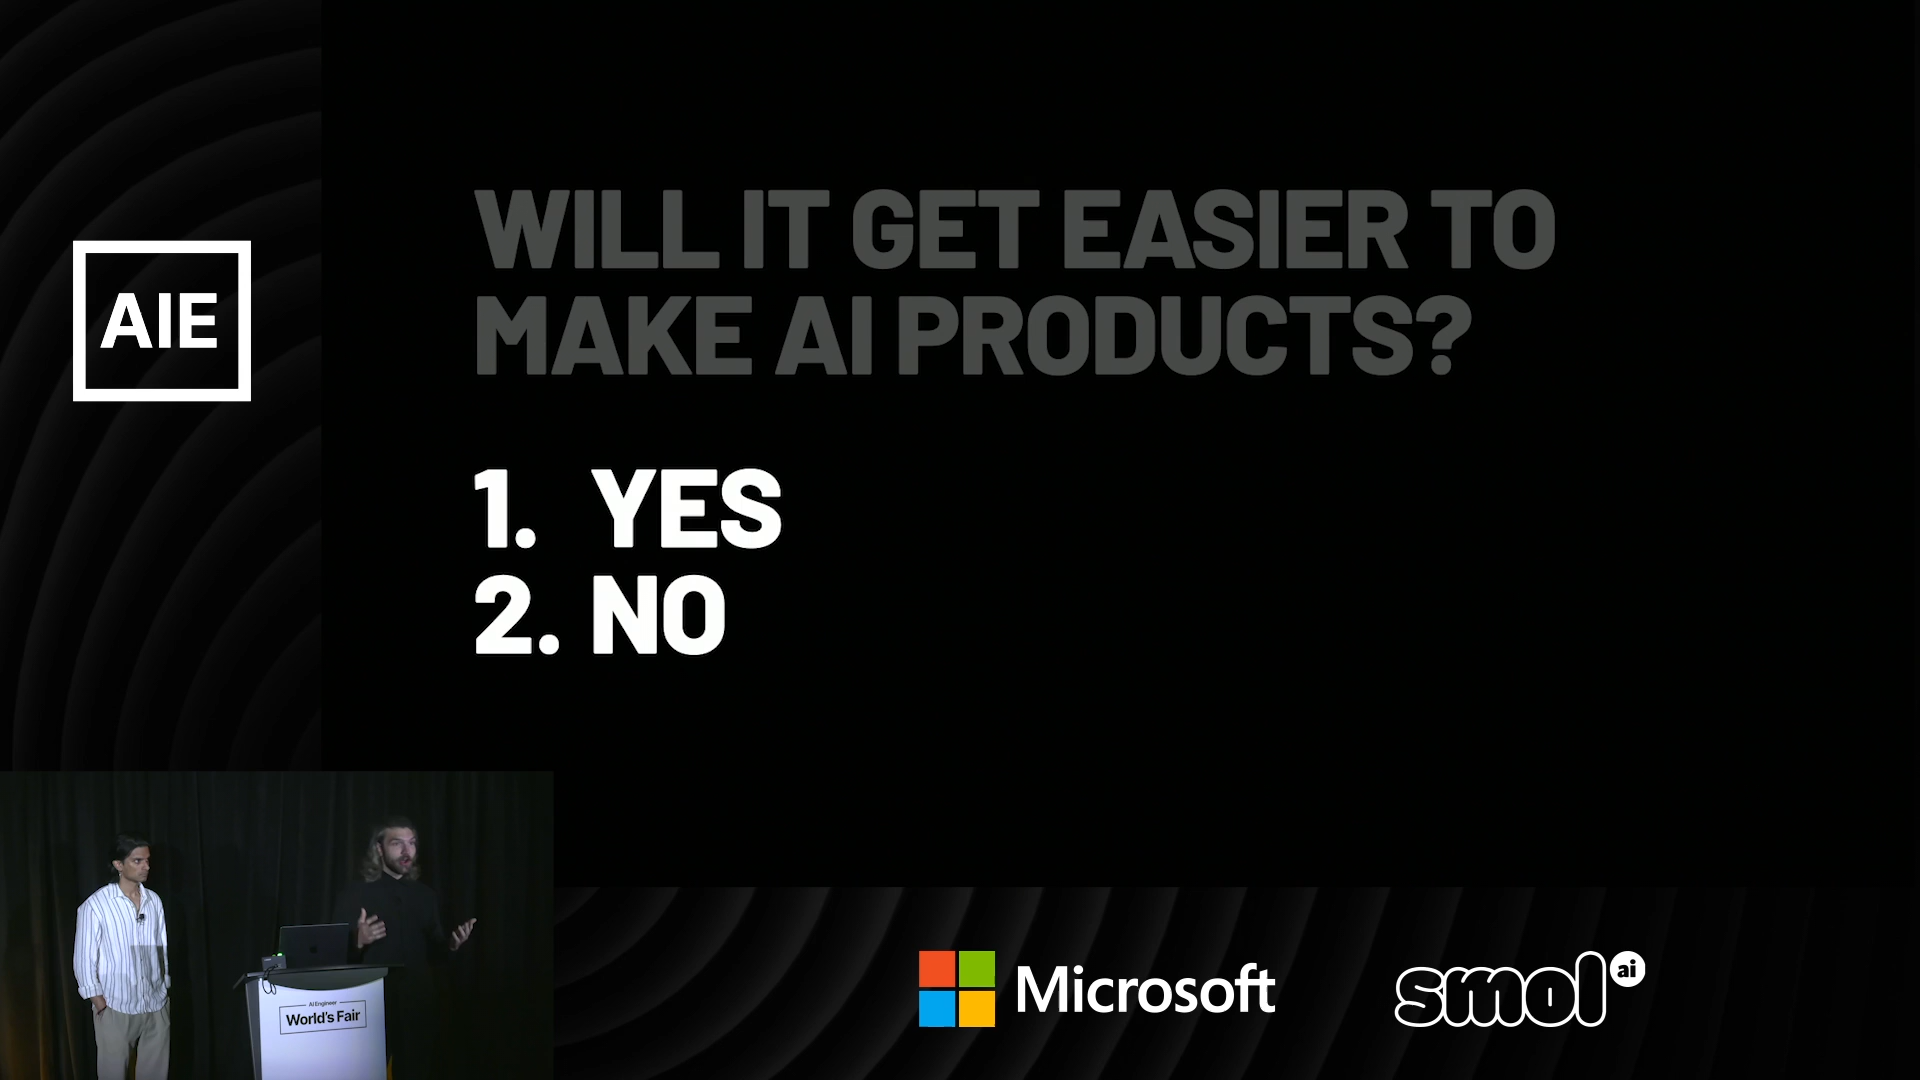 WILL IT GET EASIER TO
MAKE AI PRODUCTS?
AIE
1. YES
2. NO
AI Engineer
World's Fair
Microsoft
smol ai